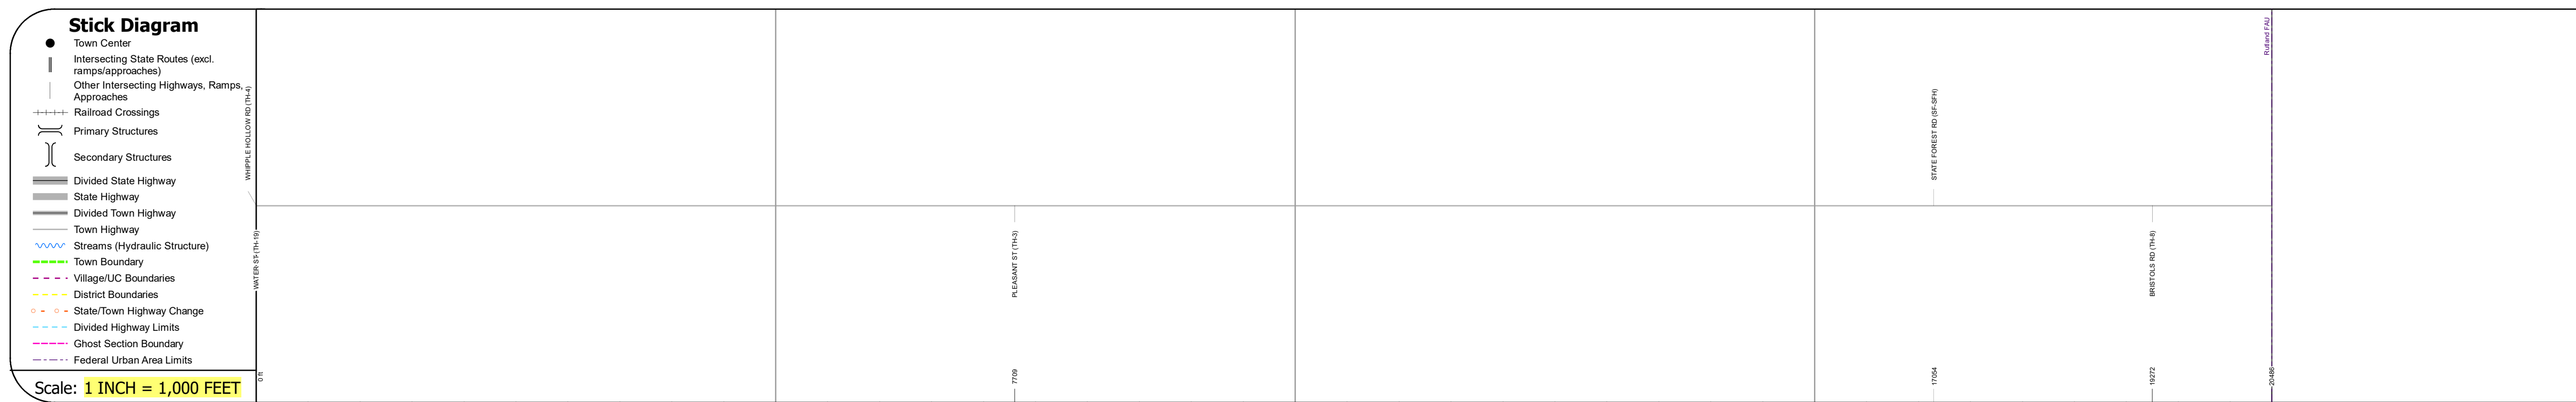 Stick Diagram
Town Center
Intersecting State Routes (excl.
ramps/approaches)
Other Intersecting Highways, Ramps,
Approaches
Railroad Crossings
Primary Structures
Secondary Structures
Divided State Highway
State Highway
Divided Town Highway
Town Highway
Streams (Hydraulic Structure)
Town Boundary
Village/UC Boundaries
District Boundaries
State/Town Highway Change
Divided Highway Limits
Ghost Section Boundary
Federal Urban Area Limits
Scale: 1 INCH = 1,000 FEET
WHIPPLE HOLLOW RD (TH-4)
WATER ST (TH-19)
0 ft
PLEASANT ST (TH-3)
7709
STATE FOREST RD (SF-SFH)
17054
BRISTOLS RD (TH-8)
19272
Rutland FAU
20486